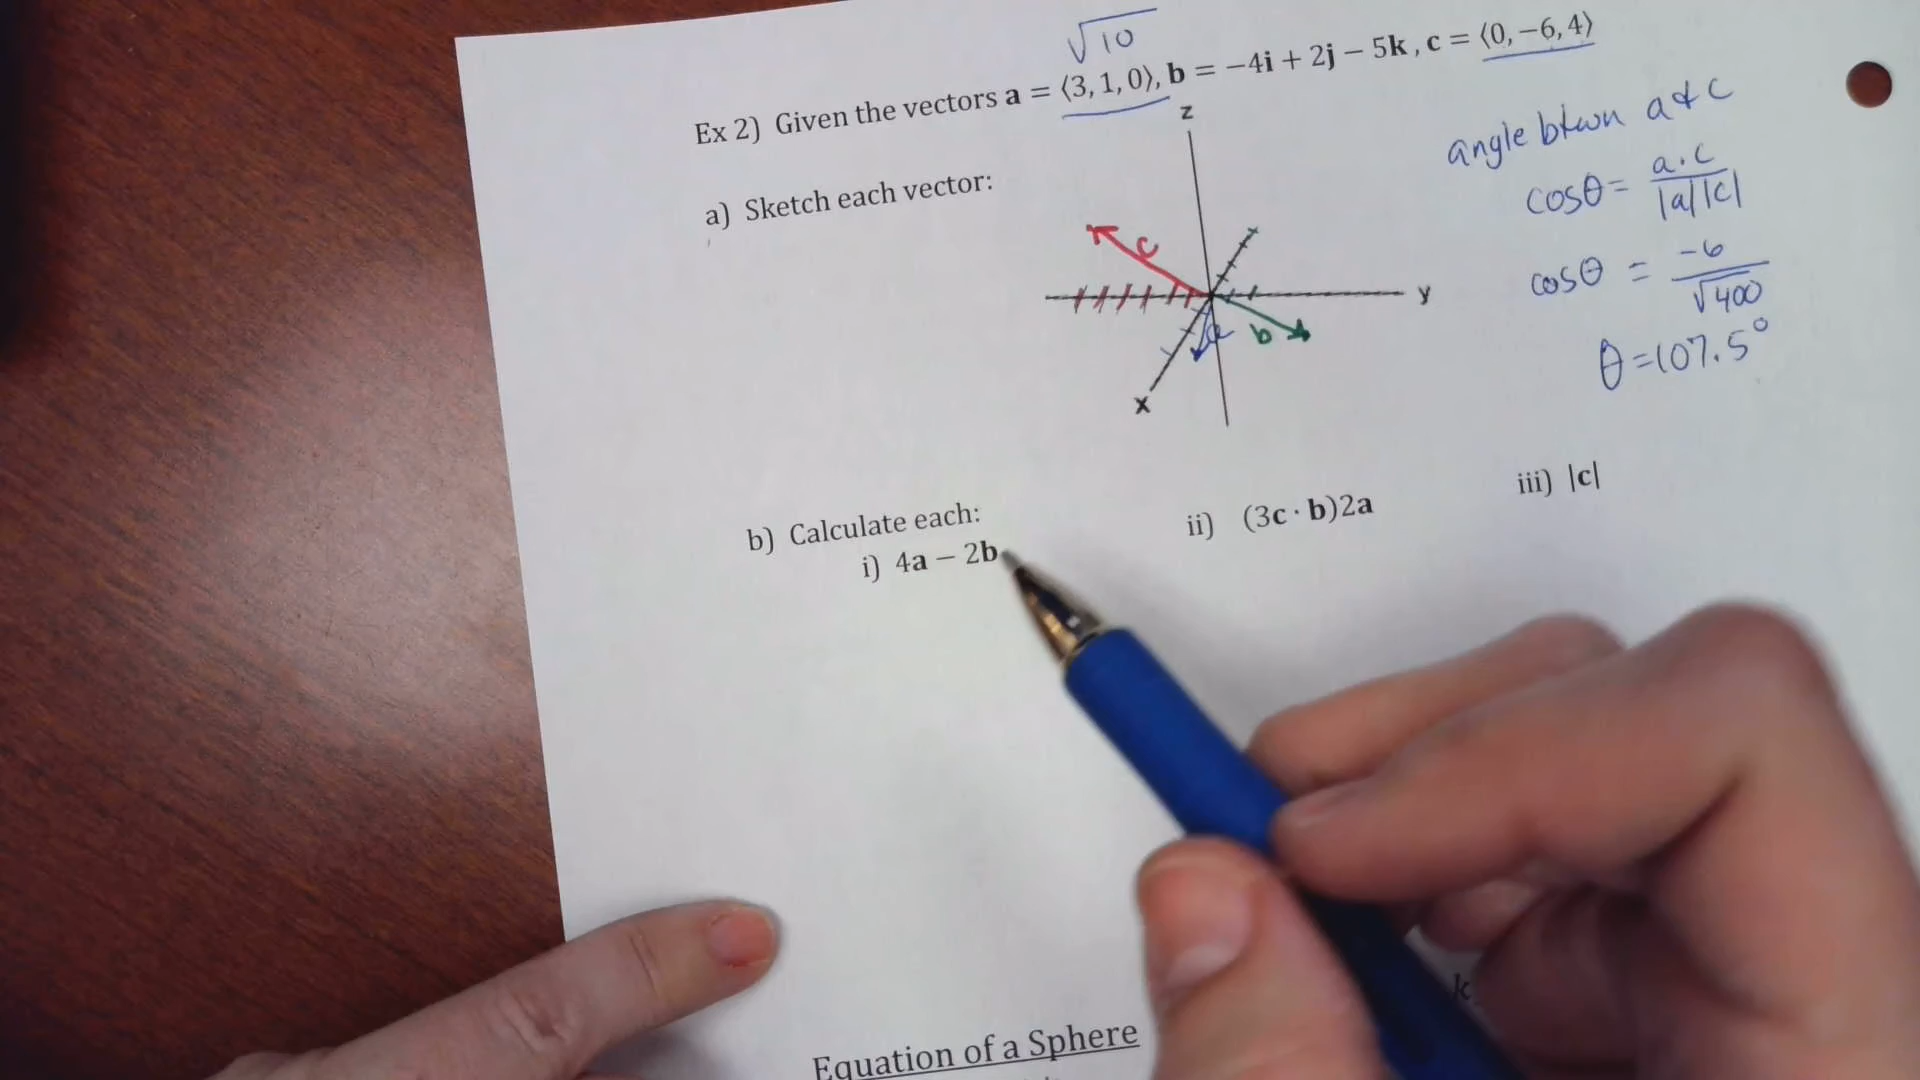 √10
Ex 2) Given the vectors a = ⟨3, 1, 0⟩, b = −4i + 2j − 5k , c = ⟨0, −6, 4⟩
a) Sketch each vector:
z
c
y
a
b
x
angle btwn a & c
cosθ = a · c / |a||c|
cosθ = -6 / √400
θ = 107.5°
b) Calculate each:
i) 4a − 2b
ii) (3c · b)2a
iii) |c|
k
Equation of a Sphere